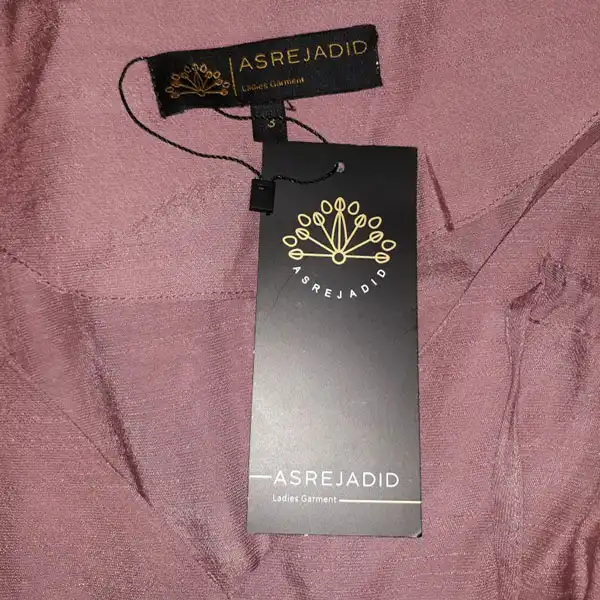 ASREJADID
Ladies Garment
3
ASREJADID
ASREJADID
Ladies Garment